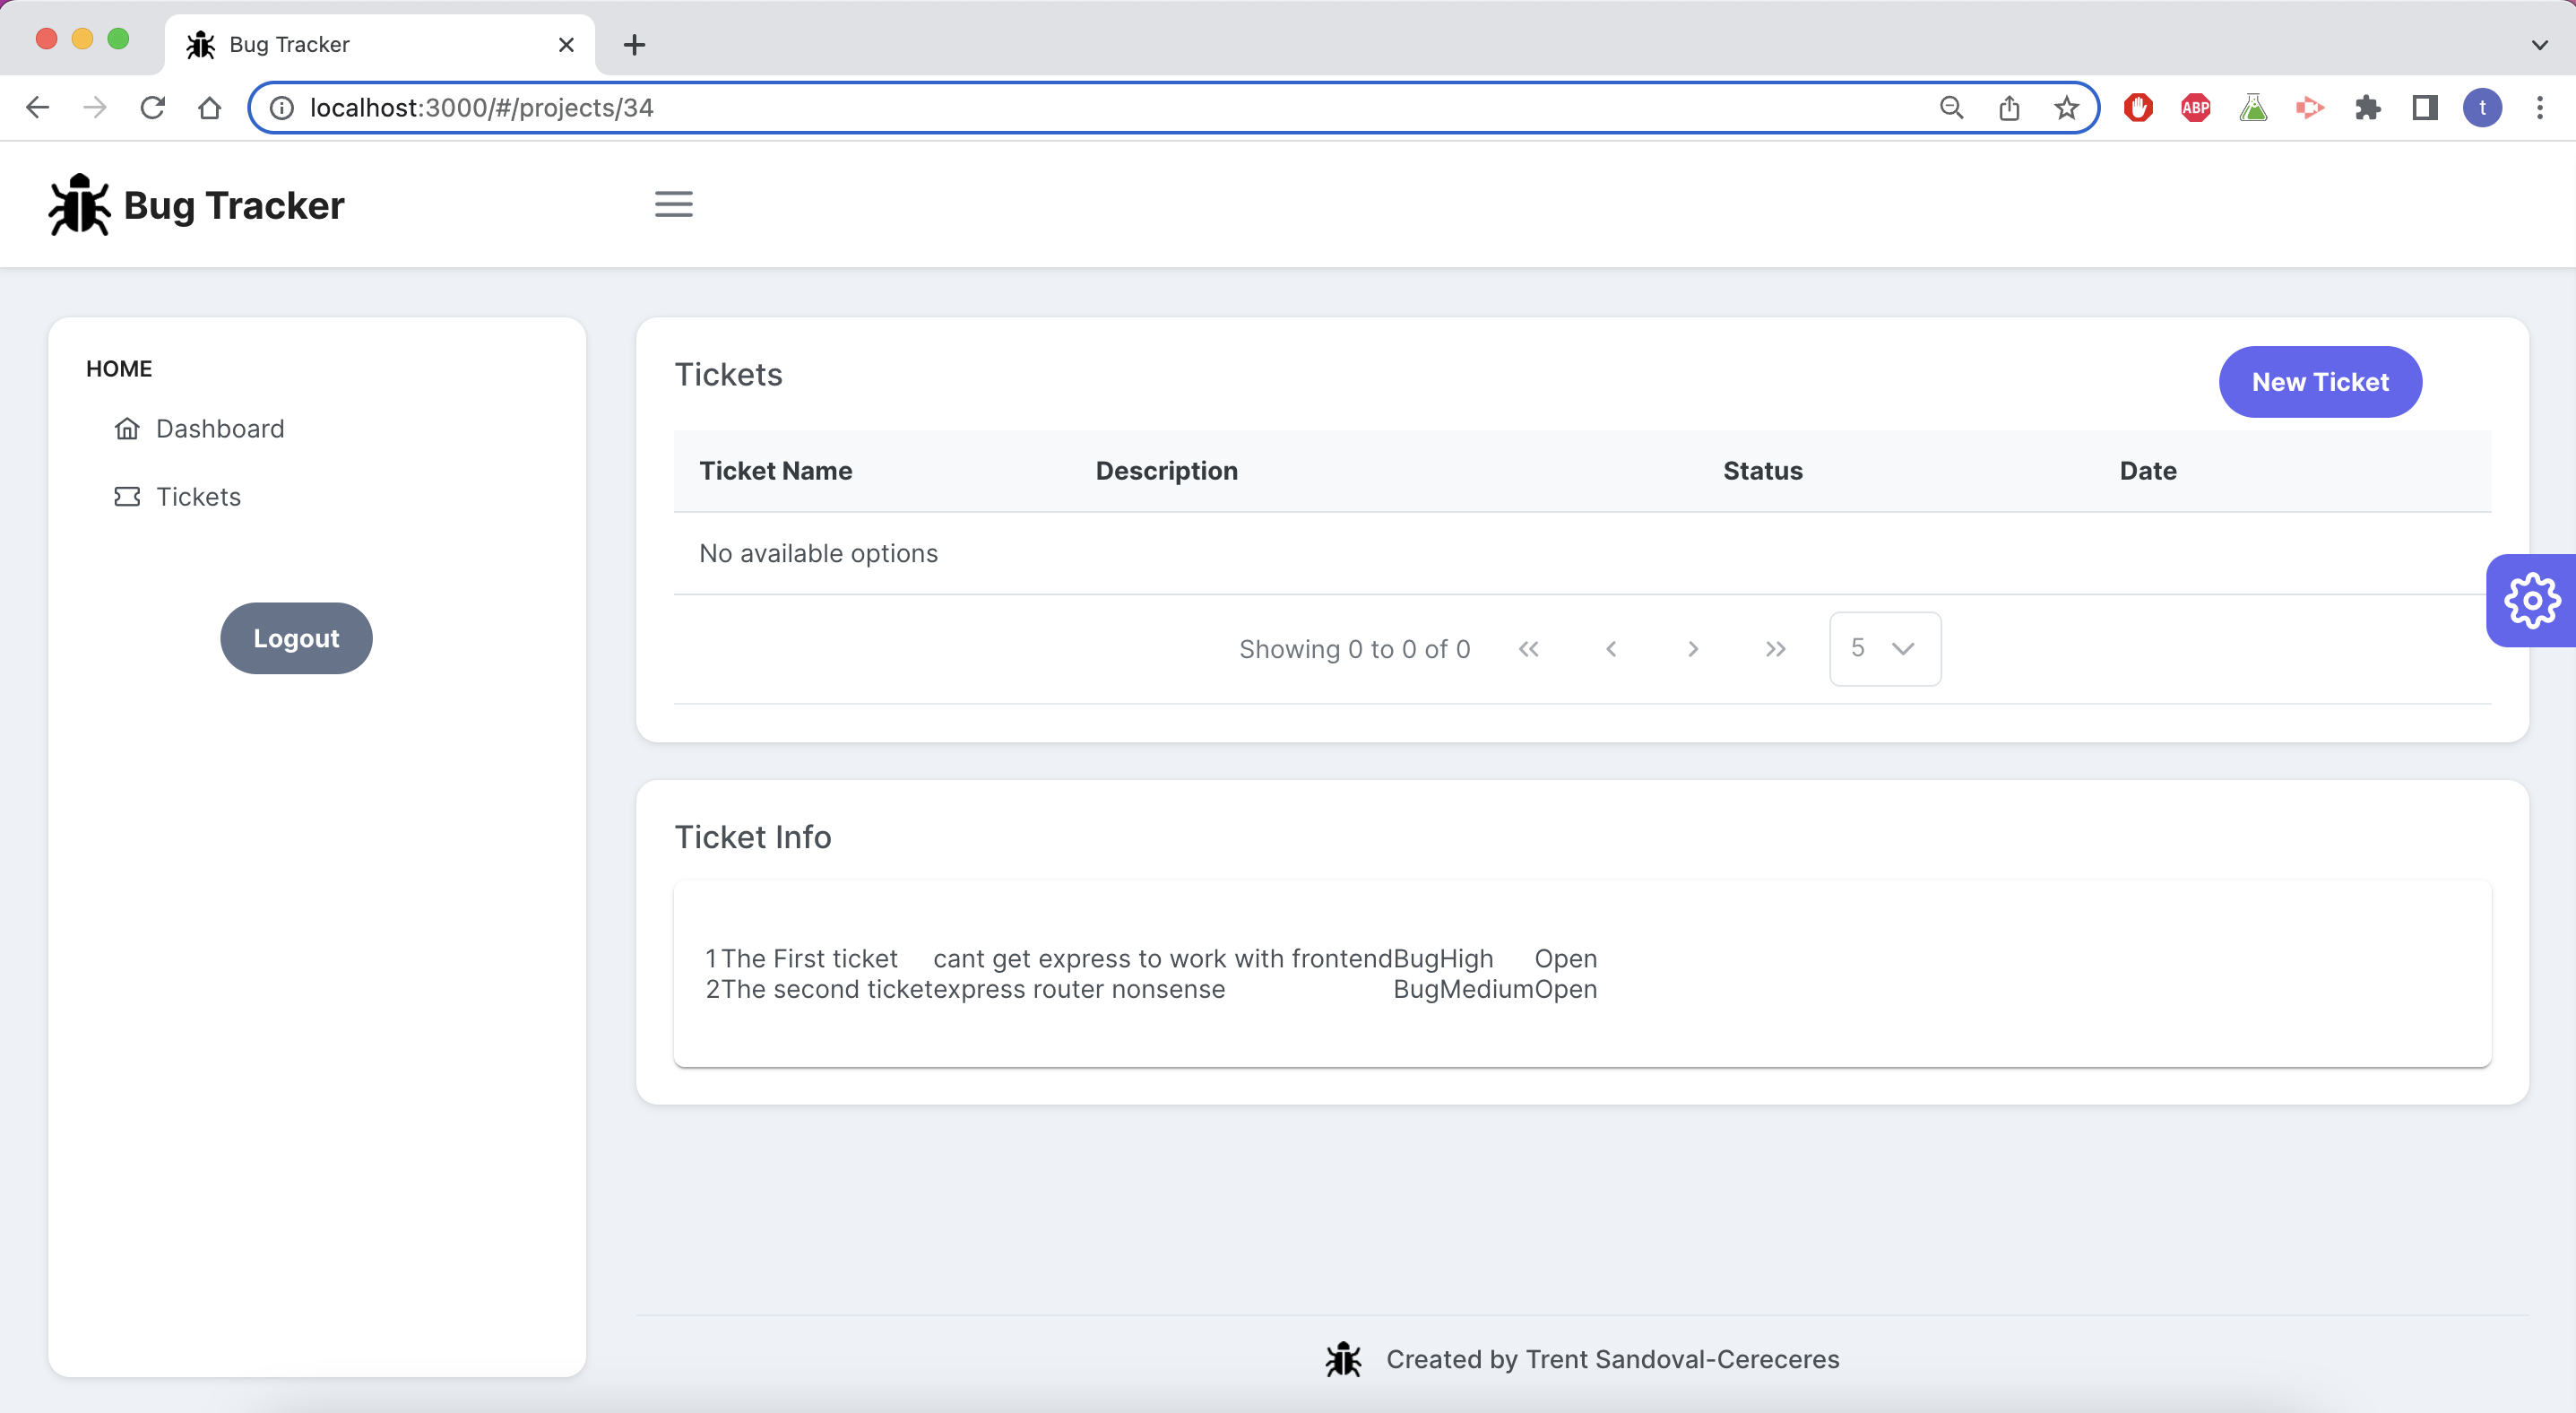 Bug Tracker
localhost:3000/#/projects/34
ABP
t
Bug Tracker
HOME
Dashboard
Tickets
Logout
Tickets
New Ticket
Ticket Name Description Status Date
No available options
Showing 0 to 0 of 0
5
Ticket Info
1 The First ticket cant get express to work with frontendBugHigh Open
2The second ticketexpress router nonsense BugMediumOpen
Created by Trent Sandoval-Cereceres